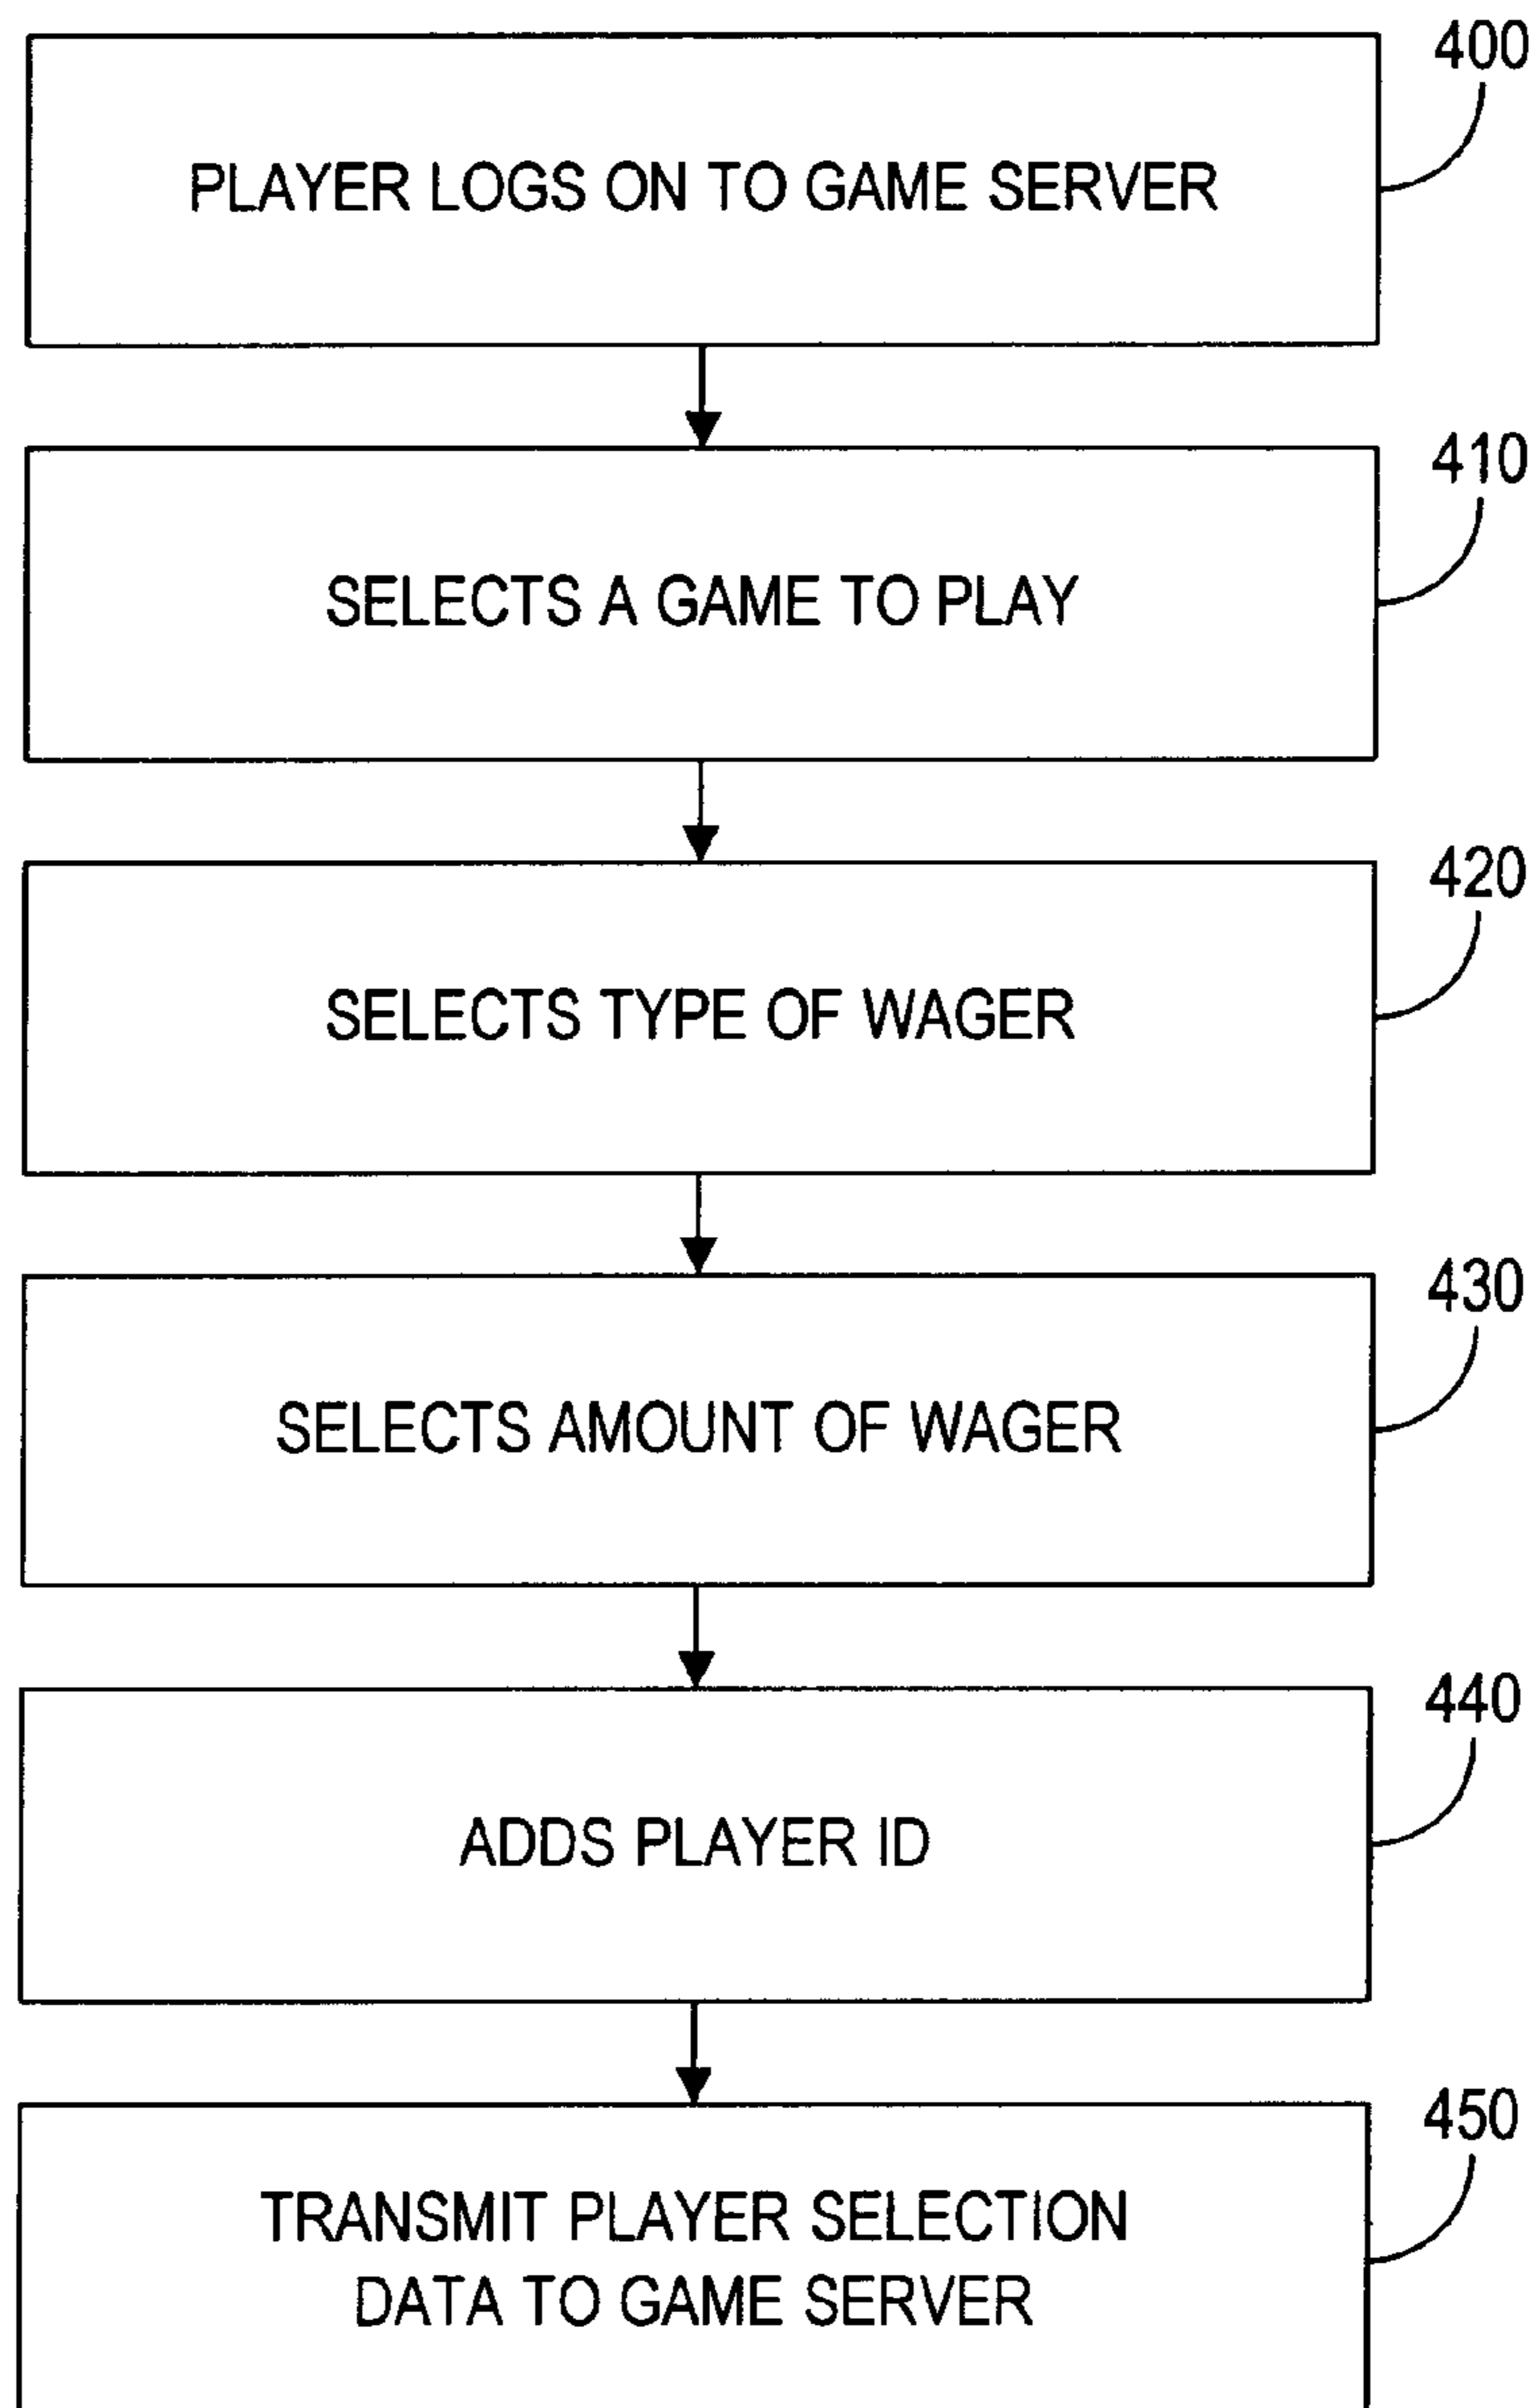 400
PLAYER LOGS ON TO GAME SERVER
410
SELECTS A GAME TO PLAY
420
SELECTS TYPE OF WAGER
430
SELECTS AMOUNT OF WAGER
440
ADDS PLAYER ID
450
TRANSMIT PLAYER SELECTION
DATA TO GAME SERVER